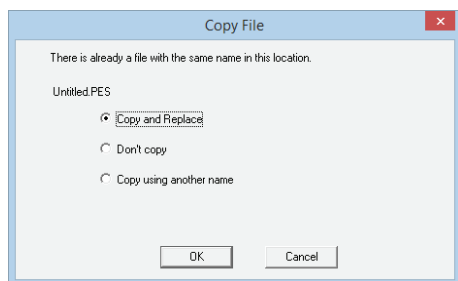 Copy File
There is already a file with the same name in this location.
Untitled.PES
Copy and Replace
Don't copy
Copy using another name
OK Cancel